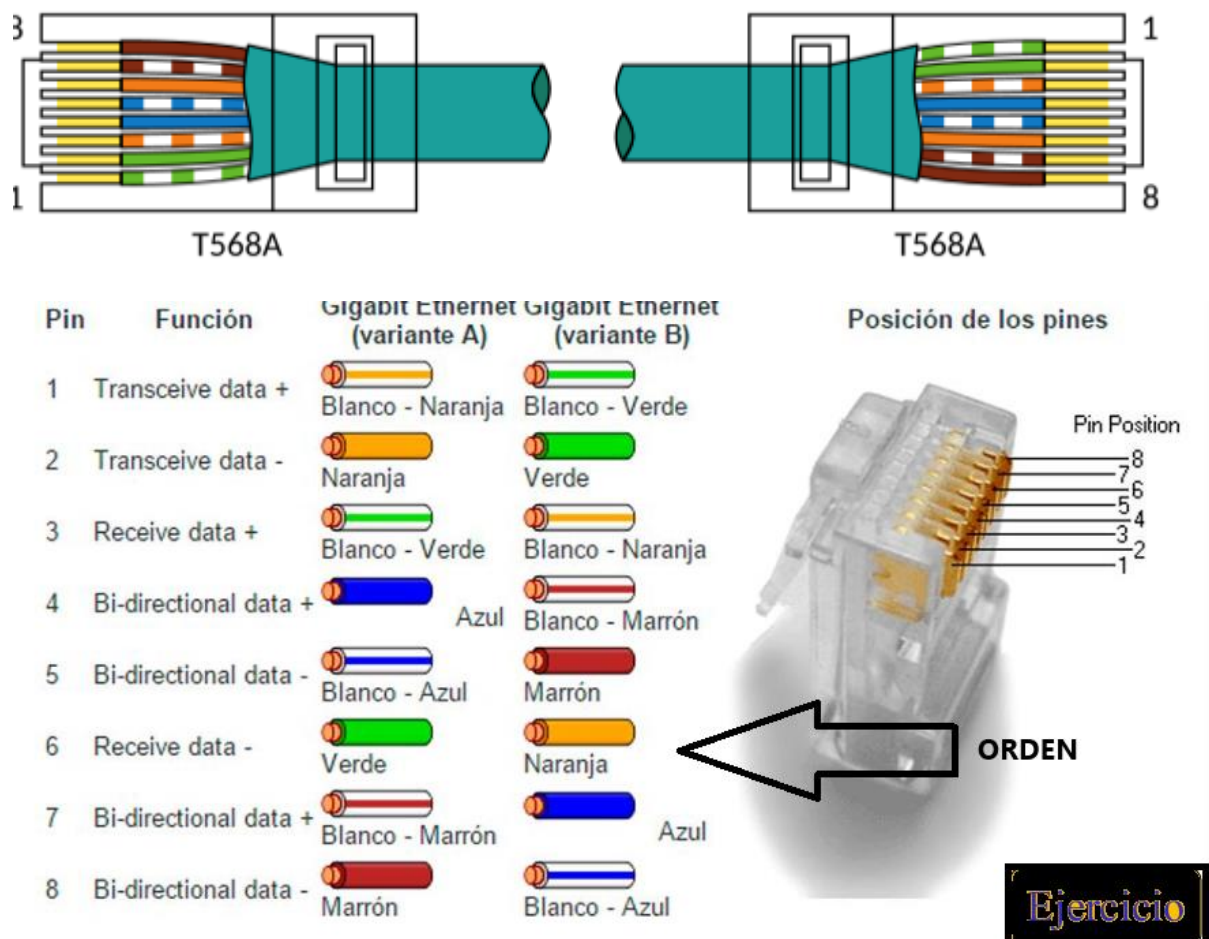 8 1
1 8
T568A T568A
Pin Función Gigabit Ethernet Gigabit Ethernet Posición de los pines
(variante A) (variante B)
1 Transceive data + Blanco - Naranja Blanco - Verde
2 Transceive data - Naranja Verde
3 Receive data + Blanco - Verde Blanco - Naranja
4 Bi-directional data + Azul Blanco - Marrón
5 Bi-directional data - Blanco - Azul Marrón
6 Receive data - Verde Naranja
7 Bi-directional data + Blanco - Marrón Azul
8 Bi-directional data - Marrón Blanco - Azul
Pin Position
8
7
6
5
4
3
2
1
ORDEN
Ejercicio